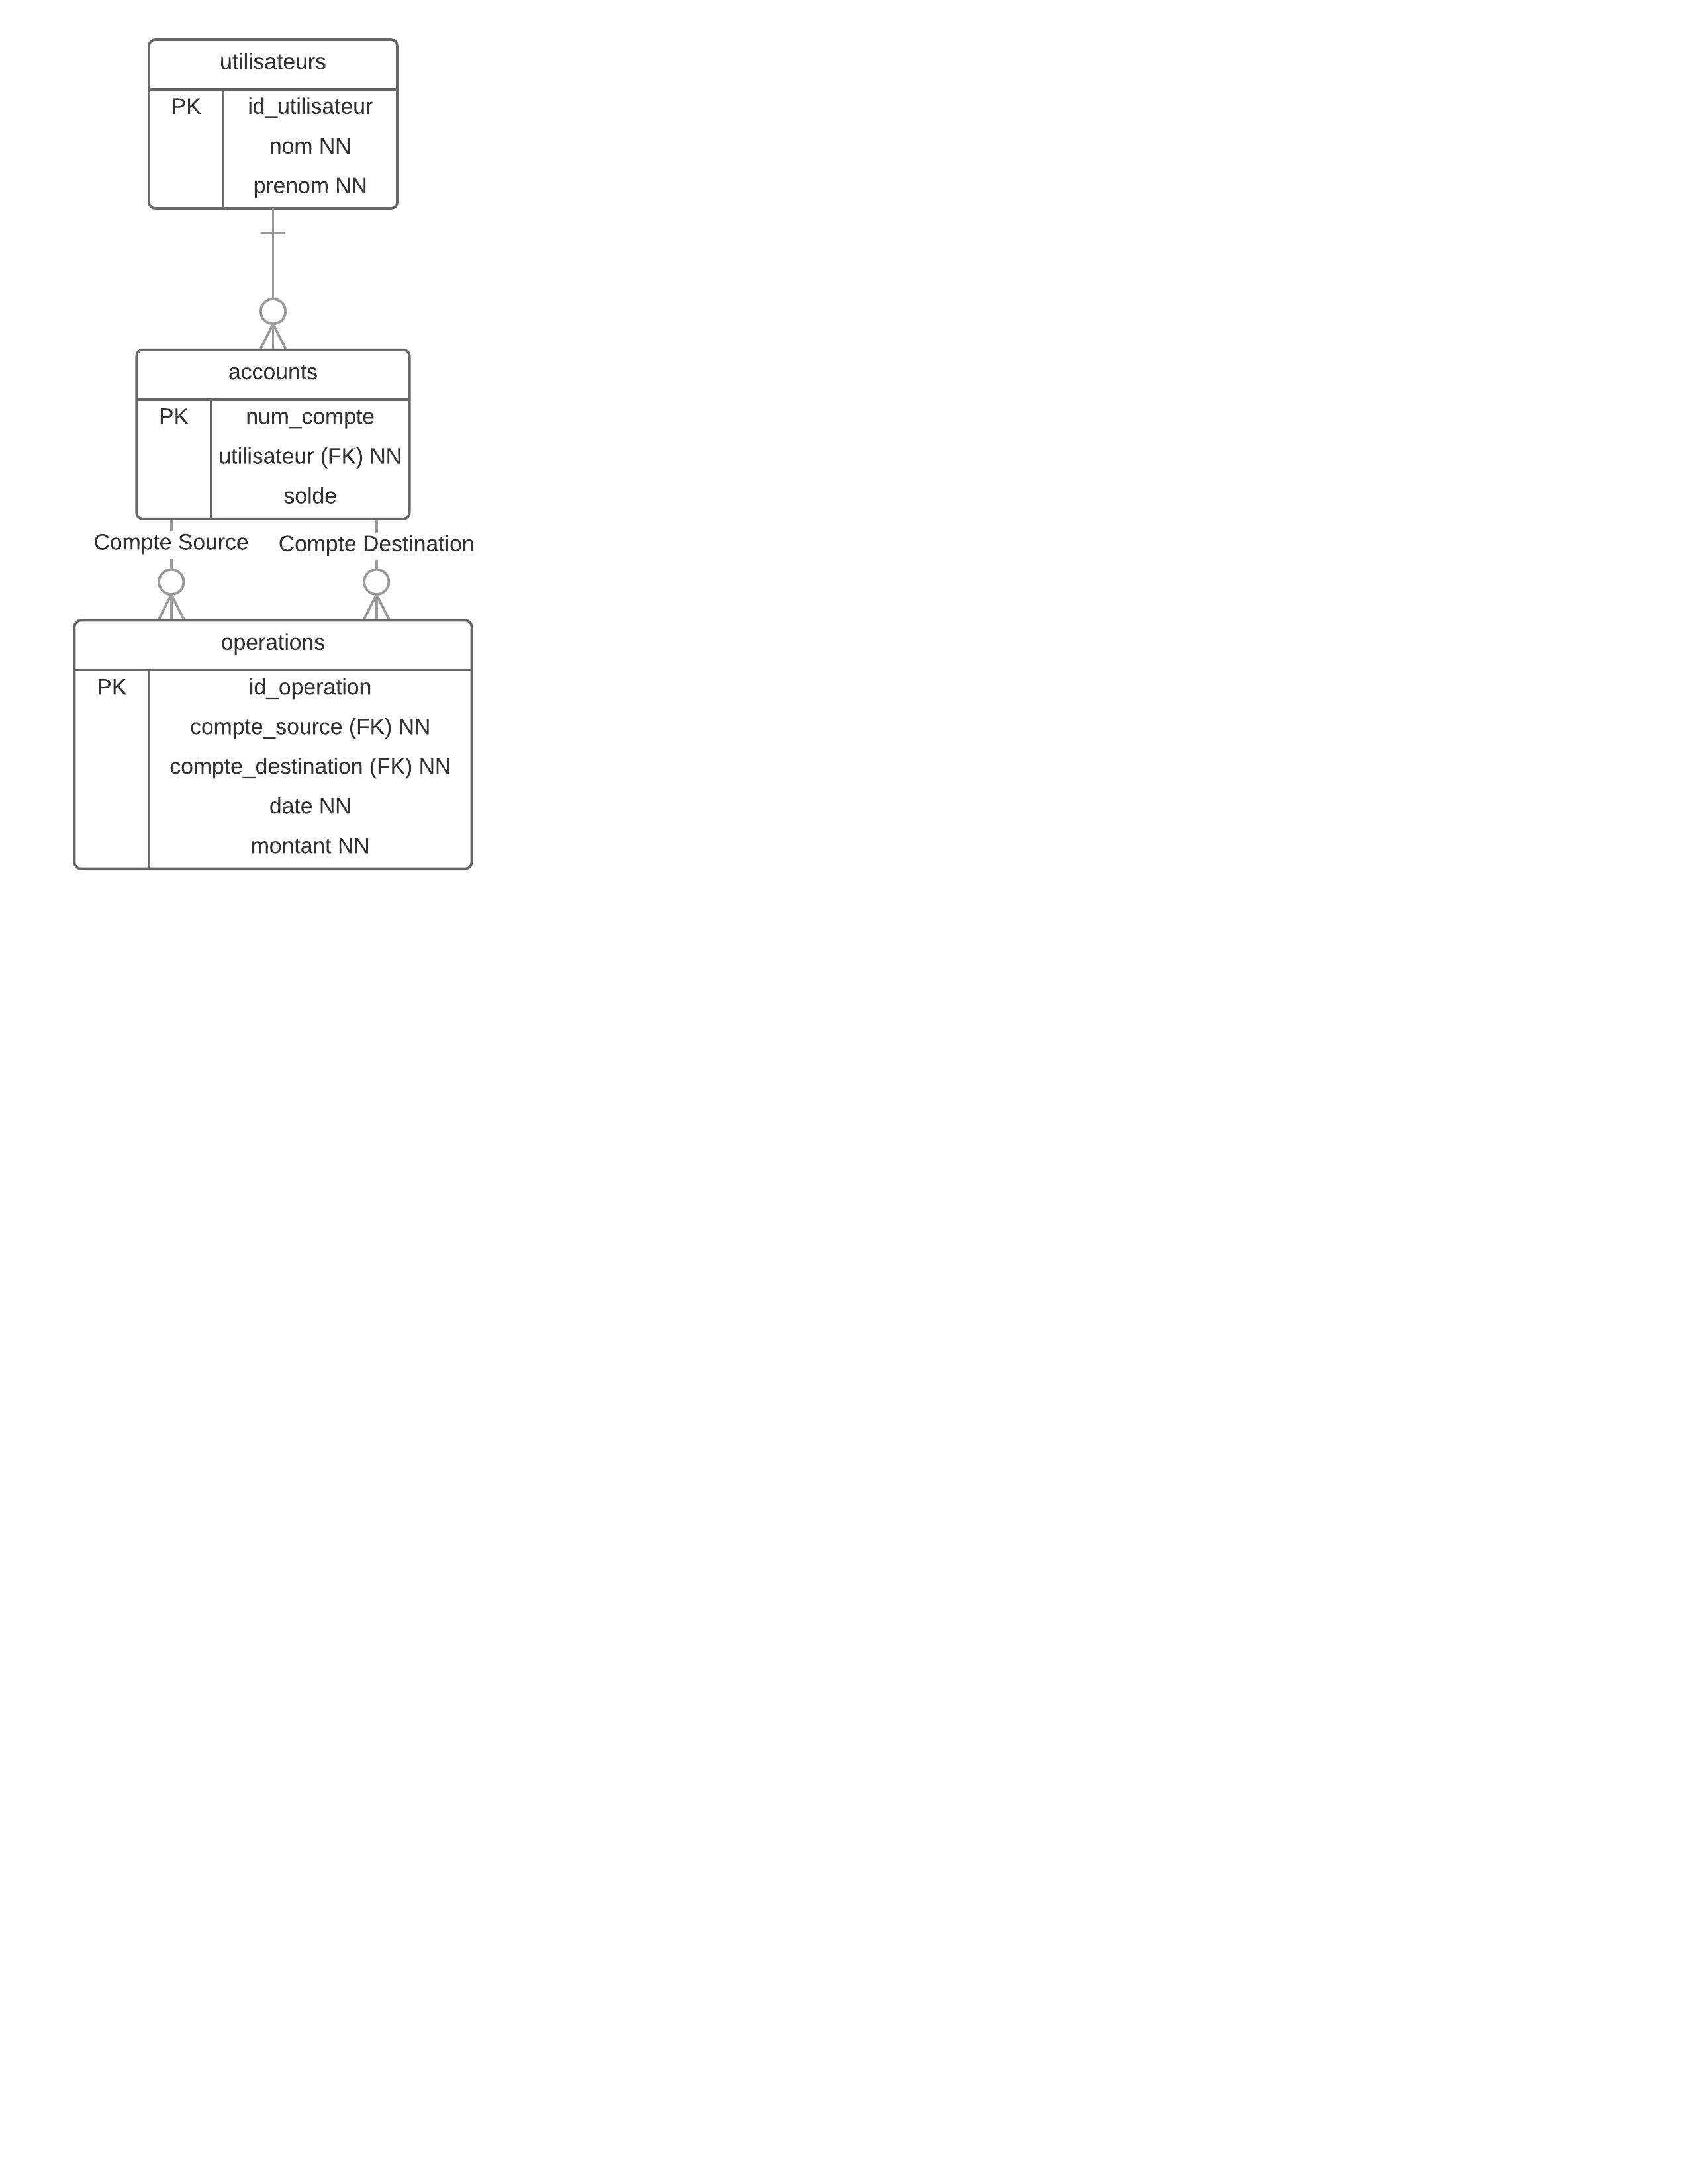 utilisateurs
PK id_utilisateur
nom NN
prenom NN
accounts
PK num_compte
utilisateur (FK) NN
solde
Compte Source Compte Destination
operations
PK id_operation
compte_source (FK) NN
compte_destination (FK) NN
date NN
montant NN